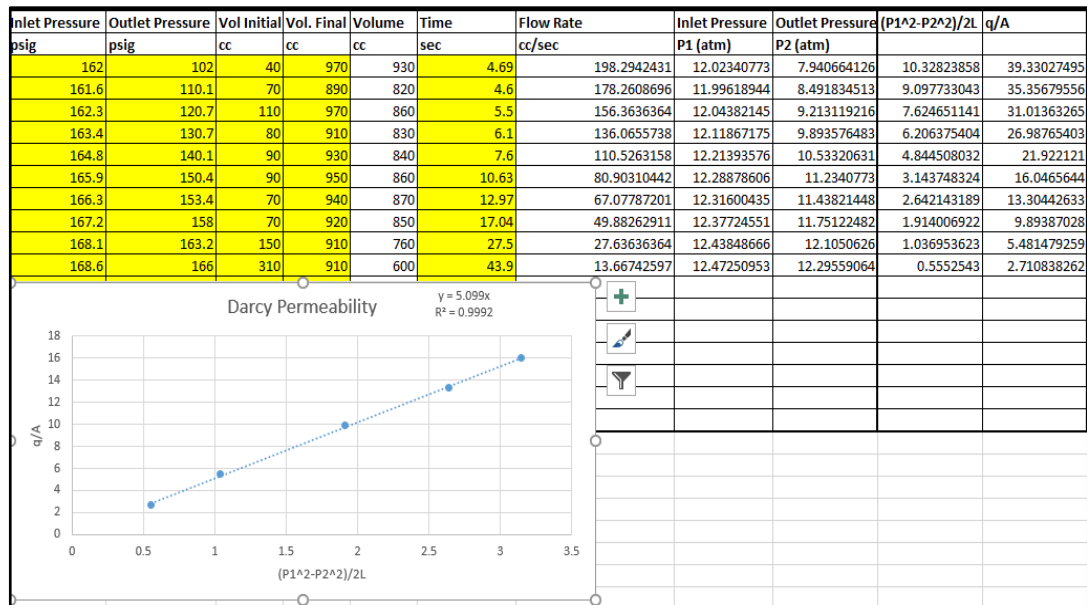 Inlet Pressure Outlet Pressure Vol Initial Vol. Final Volume Time Flow Rate Inlet Pressure Outlet Pressure (P1^2-P2^2)/2L q/A
psig psig cc cc cc sec cc/sec P1 (atm) P2 (atm)
162 102 40 970 930 4.69 198.2942431 12.02340773 7.940664126 10.32823858 39.33027495
161.6 110.1 70 890 820 4.6 178.2608696 11.99618944 8.491834513 9.097733043 35.35679556
162.3 120.7 110 970 860 5.5 156.3636364 12.04382145 9.213119216 7.624651141 31.01363265
163.4 130.7 80 910 830 6.1 136.0655738 12.11867175 9.893576483 6.206375404 26.98765403
164.8 140.1 90 930 840 7.6 110.5263158 12.21393576 10.53320631 4.844508032 21.922121
165.9 150.4 90 950 860 10.63 80.90310442 12.28878606 11.2340773 3.143748324 16.0465644
166.3 153.4 70 940 870 12.97 67.07787201 12.31600435 11.43821448 2.642143189 13.30442633
167.2 158 70 920 850 17.04 49.88262911 12.37724551 11.75122482 1.914006922 9.89387028
168.1 163.2 150 910 760 27.5 27.63636364 12.43848666 12.1050626 1.036953623 5.481479259
168.6 166 310 910 600 43.9 13.66742597 12.47250953 12.29559064 0.5552543 2.710838262
Darcy Permeability
y = 5.099x
R² = 0.9992
18
16
14
12
10
8
6
4
2
0
q/A
0 0.5 1 1.5 2 2.5 3 3.5
(P1^2-P2^2)/2L